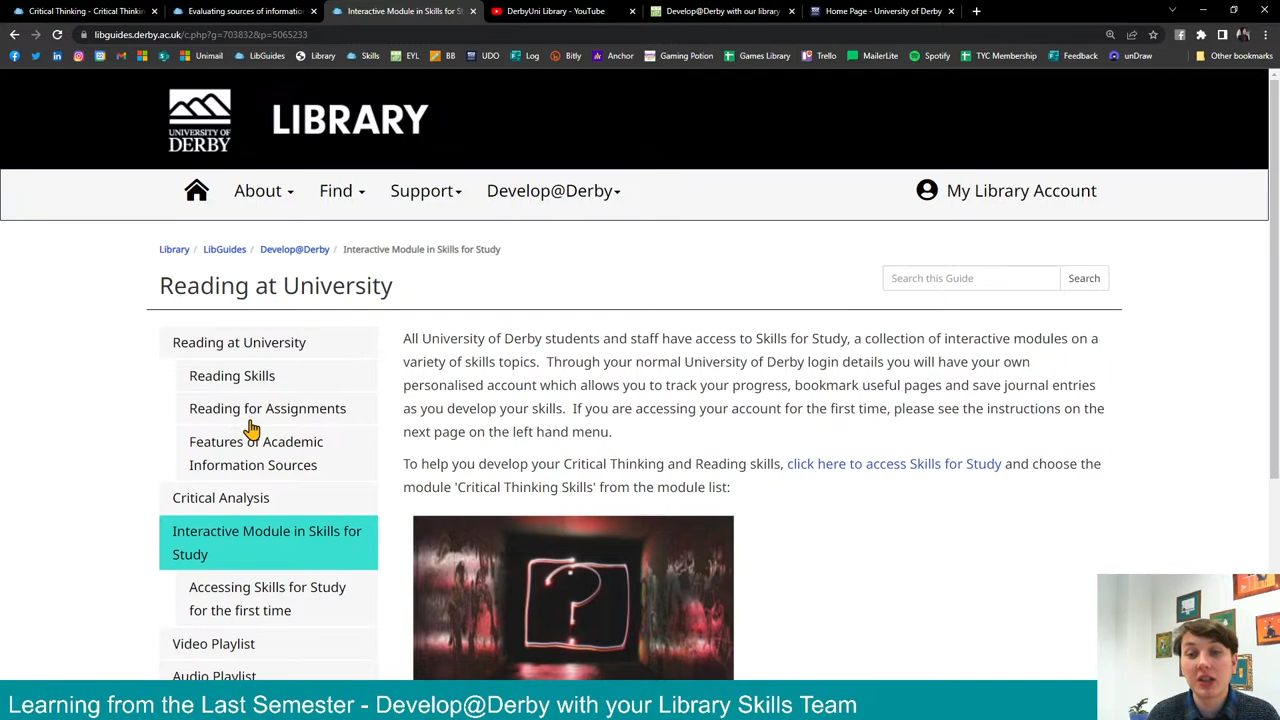 Critical Thinking - Critical Thinkin
Evaluating sources of informatio
Interactive Module in Skills for St
DerbyUni Library - YouTube
Develop@Derby with our library
Home Page - University of Derby
libguides.derby.ac.uk/c.php?g=703832&p=5065233
Unimail
LibGuides
Library
Skills
EYL
BB
UDO
Log
Bitly
Anchor
Gaming Potion
Games Library
Trello
MailerLite
Spotify
TYC Membership
Feedback
unDraw
Other bookmarks
UNIVERSITY OF DERBY
LIBRARY
About
Find
Support
Develop@Derby
My Library Account
Library / LibGuides / Develop@Derby / Interactive Module in Skills for Study
Reading at University
Search this Guide
Search
Reading at University
Reading Skills
Reading for Assignments
Features of Academic
Information Sources
Critical Analysis
Interactive Module in Skills for
Study
Accessing Skills for Study
for the first time
Video Playlist
Audio Playlist
All University of Derby students and staff have access to Skills for Study, a collection of interactive modules on a
variety of skills topics. Through your normal University of Derby login details you will have your own
personalised account which allows you to track your progress, bookmark useful pages and save journal entries
as you develop your skills. If you are accessing your account for the first time, please see the instructions on the
next page on the left hand menu.
To help you develop your Critical Thinking and Reading skills, click here to access Skills for Study and choose the
module 'Critical Thinking Skills' from the module list:
?
Learning from the Last Semester - Develop@Derby with your Library Skills Team